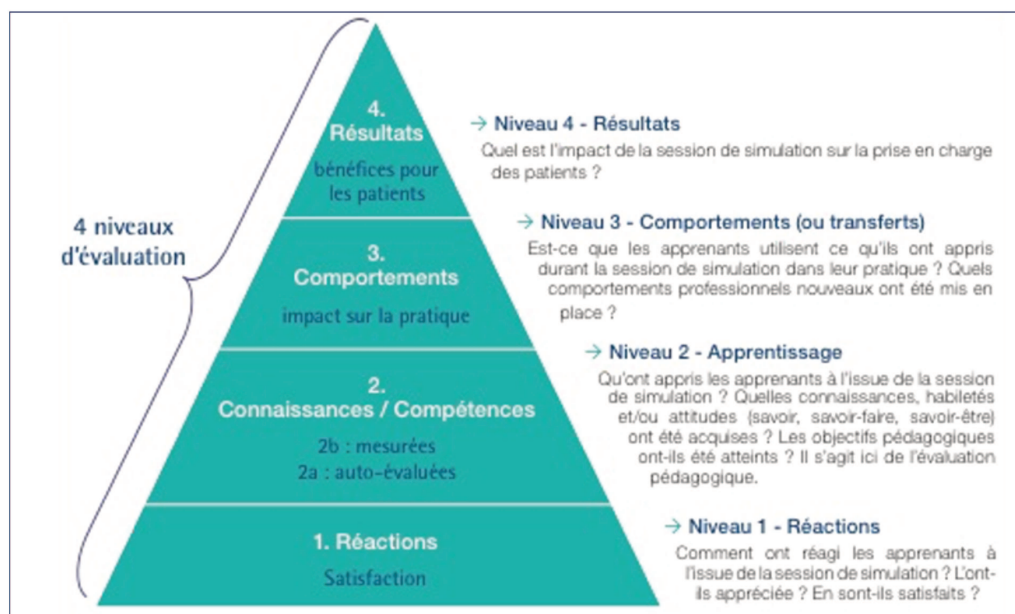 4 niveaux
d'évaluation
4.
Résultats
bénéfices pour
les patients
3.
Comportements
impact sur la pratique
2.
Connaissances / Compétences
2b : mesurées
2a : auto-évaluées
1. Réactions
Satisfaction
→ Niveau 4 - Résultats
Quel est l'impact de la session de simulation sur la prise en charge
des patients ?
→ Niveau 3 - Comportements (ou transferts)
Est-ce que les apprenants utilisent ce qu'ils ont appris
durant la session de simulation dans leur pratique ? Quels
comportements professionnels nouveaux ont été mis en
place ?
→ Niveau 2 - Apprentissage
Qu'ont appris les apprenants à l'issue de la session
de simulation ? Quelles connaissances, habiletés
et/ou attitudes (savoir, savoir-faire, savoir-être)
ont été acquises ? Les objectifs pédagogiques
ont-ils été atteints ? Il s'agit ici de l'évaluation
pédagogique.
→ Niveau 1 - Réactions
Comment ont réagi les apprenants à
l'issue de la session de simulation ? L'ont-
ils appréciée ? En sont-ils satisfaits ?